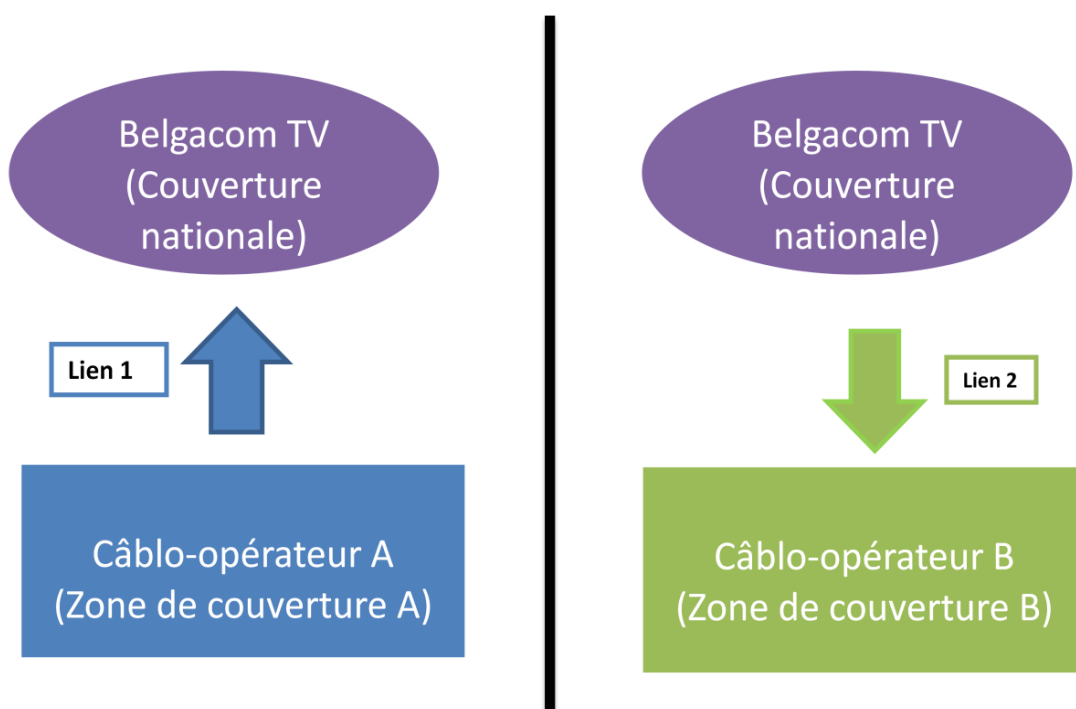 Belgacom TV
(Couverture
nationale)
Lien 1
Câblo-opérateur A
(Zone de couverture A)
Belgacom TV
(Couverture
nationale)
Lien 2
Câblo-opérateur B
(Zone de couverture B)